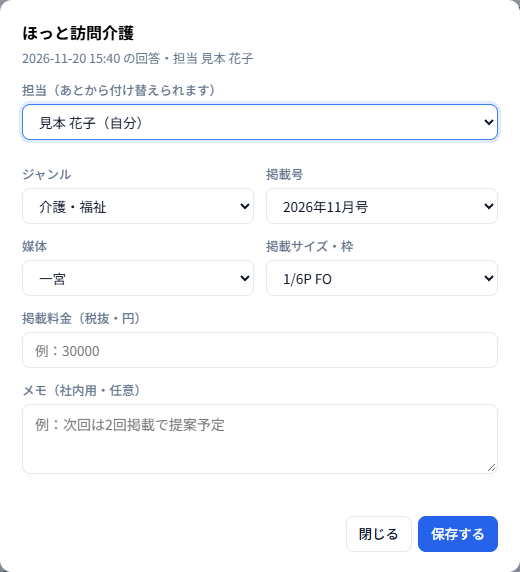 ほっと訪問介護
2026-11-20 15:40 の回答・担当 見本 花子
担当（あとから付け替えられます）
見本 花子（自分）
ジャンル
掲載号
介護・福祉
2026年11月号
媒体
掲載サイズ・枠
一宮
1/6P FO
掲載料金（税抜・円）
例：30000
メモ（社内用・任意）
例：次回は2回掲載で提案予定
閉じる
保存する